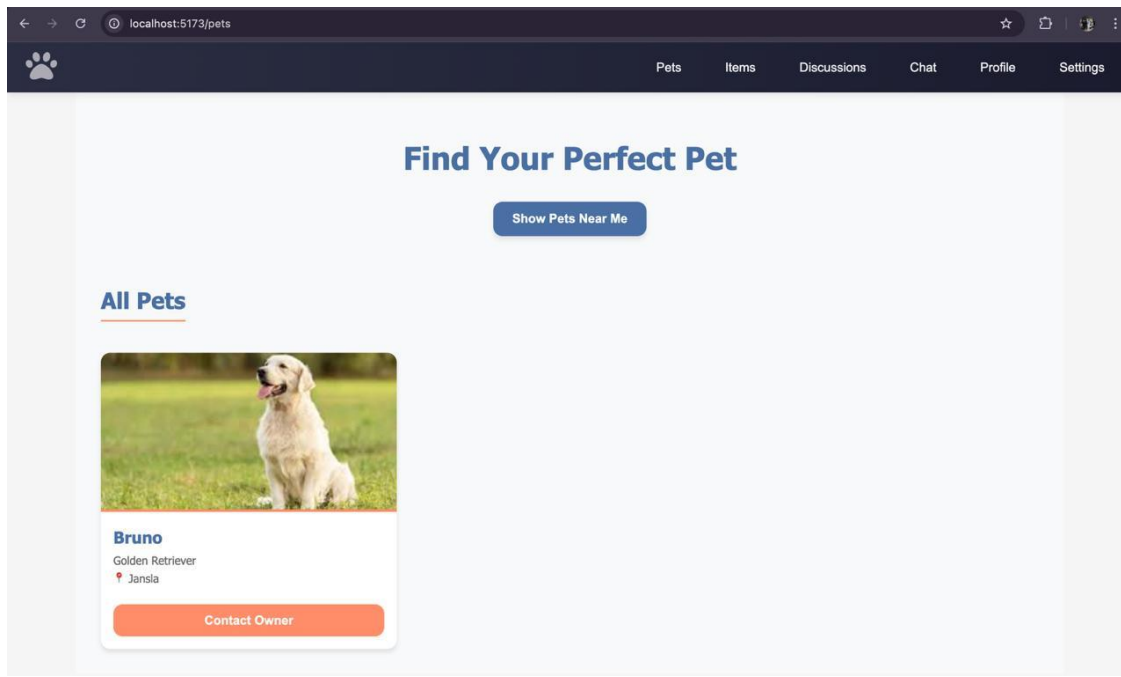 localhost:5173/pets
Pets Items Discussions Chat Profile Settings
Find Your Perfect Pet
Show Pets Near Me
All Pets
Bruno
Golden Retriever
Jansla
Contact Owner